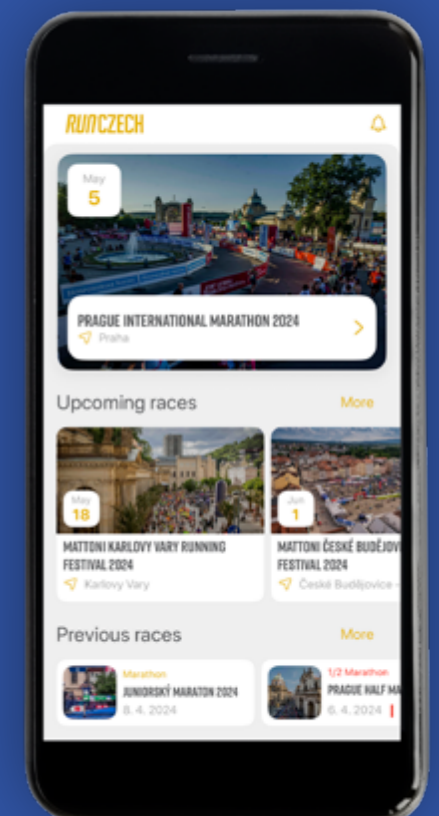 RUNCZECH
May
5
PRAGUE INTERNATIONAL MARATHON 2024
Praha
Upcoming races
More
May
18
MATTONI KARLOVY VARY RUNNING
FESTIVAL 2024
Karlovy Vary
Jun
1
MATTONI ČESKÉ BUDĚJOV
FESTIVAL 2024
České Budějovice -
Previous races
More
Marathon
JUNIORSKÝ MARATON 2024
8. 4. 2024
1/2 Marathon
PRAGUE HALF MA
6. 4. 2024